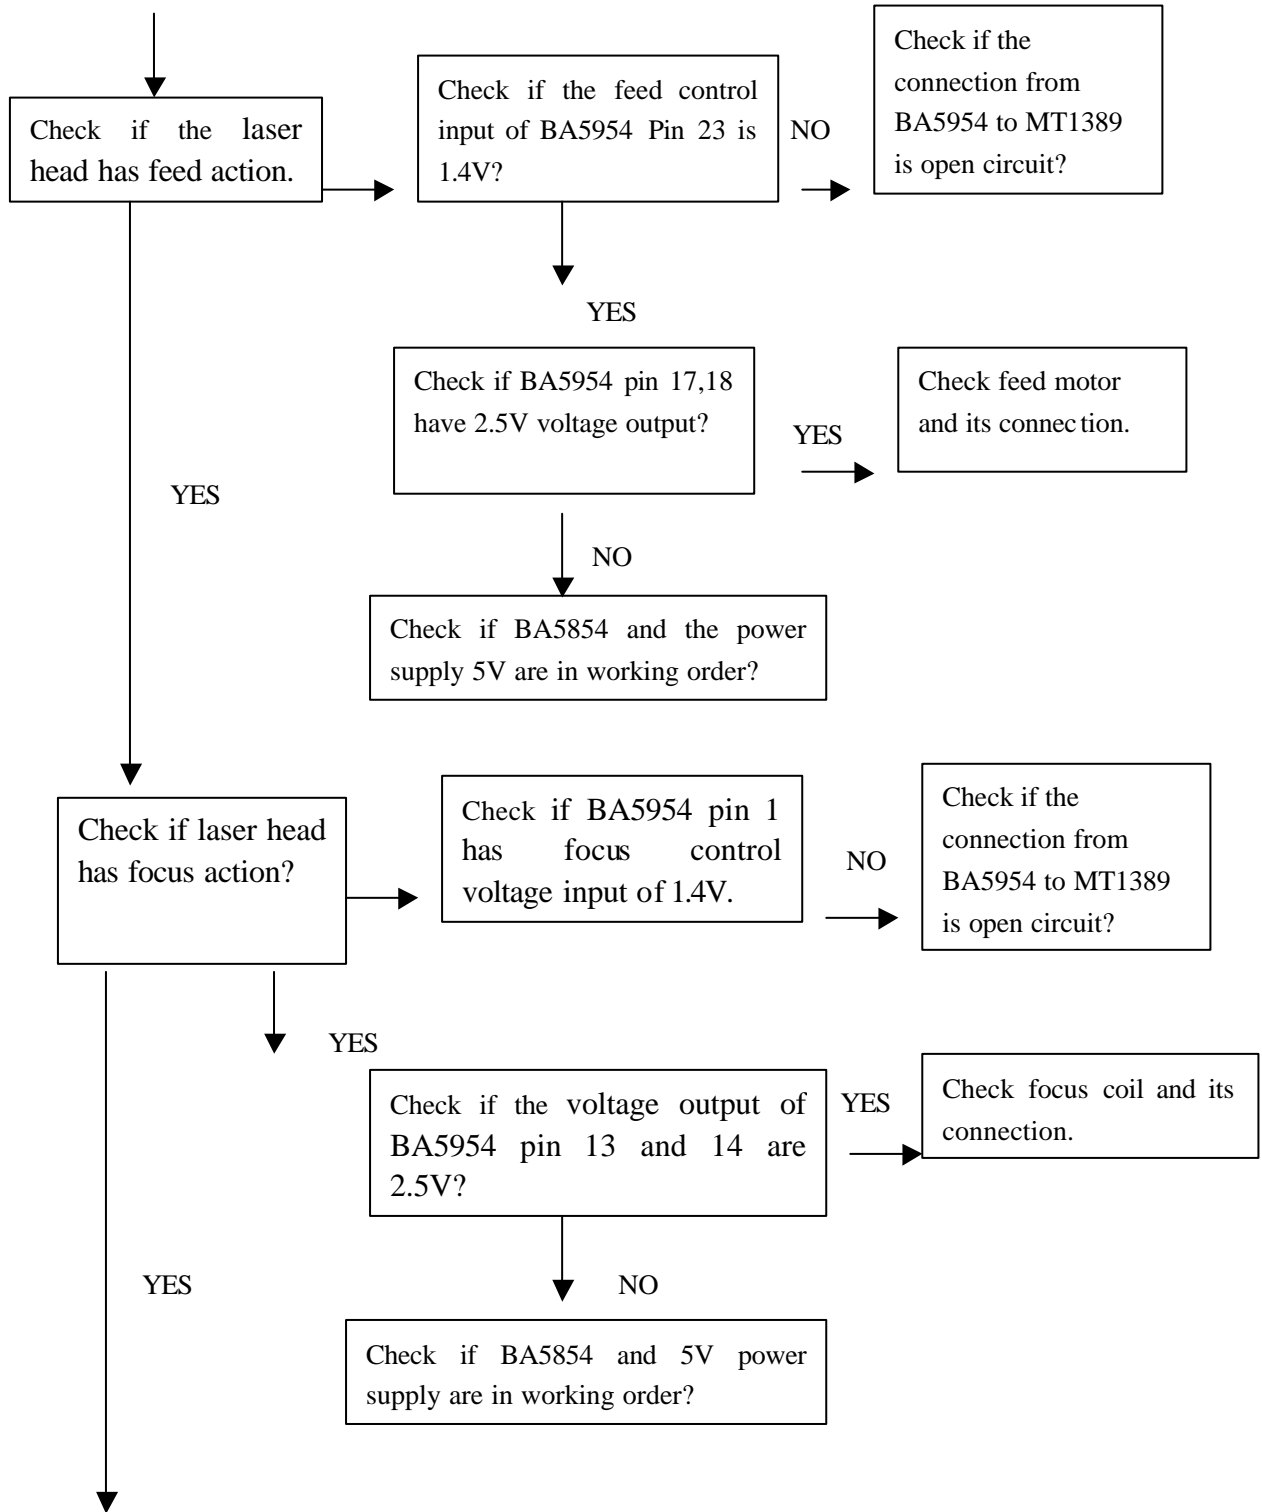 Check if the laser
head has feed action.
Check if the feed control
input of BA5954 Pin 23 is
1.4V?
NO
Check if the
connection from
BA5954 to MT1389
is open circuit?
YES
Check if BA5954 pin 17,18
have 2.5V voltage output?
YES
Check feed motor
and its connection.
YES
NO
Check if BA5854 and the power
supply 5V are in working order?
Check if laser head
has focus action?
Check if BA5954 pin 1
has focus control
voltage input of 1.4V.
NO
Check if the
connection from
BA5954 to MT1389
is open circuit?
YES
Check if the voltage output of
BA5954 pin 13 and 14 are
2.5V?
YES
Check focus coil and its
connection.
YES
NO
Check if BA5854 and 5V power
supply are in working order?